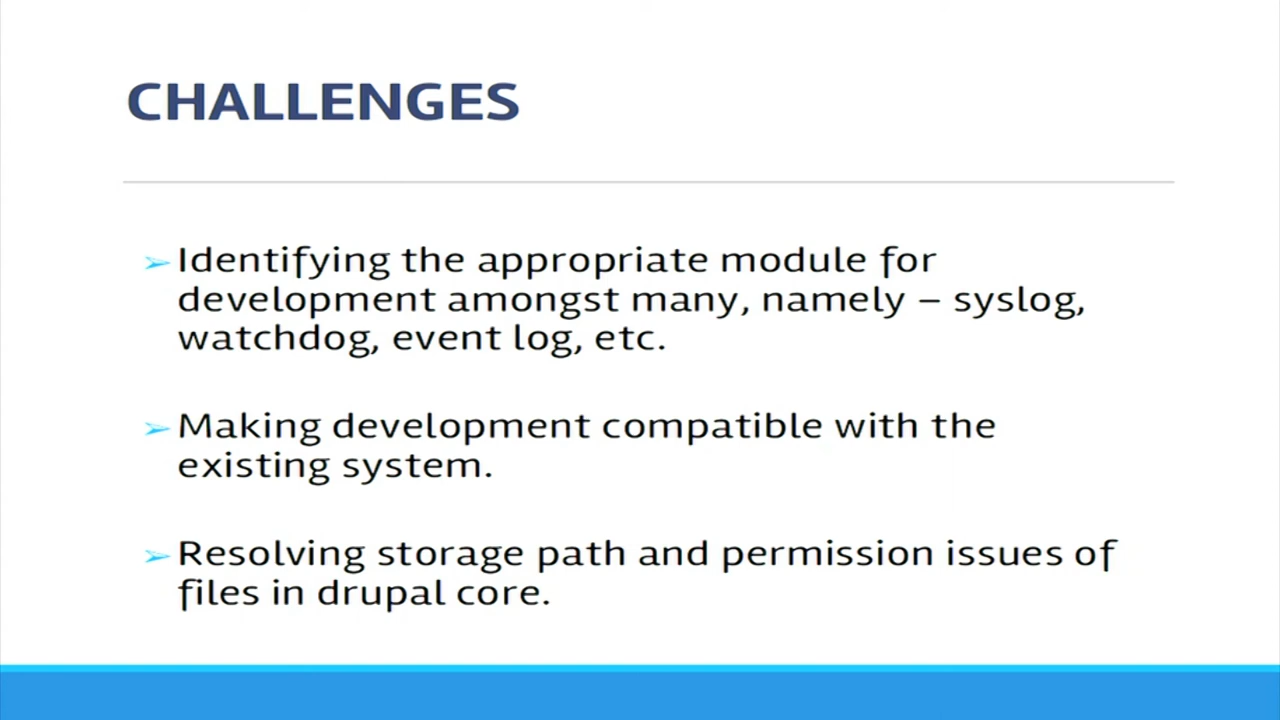 CHALLENGES
➢Identifying the appropriate module for
development amongst many, namely – syslog,
watchdog, event log, etc.
➢Making development compatible with the
existing system.
➢Resolving storage path and permission issues of
files in drupal core.